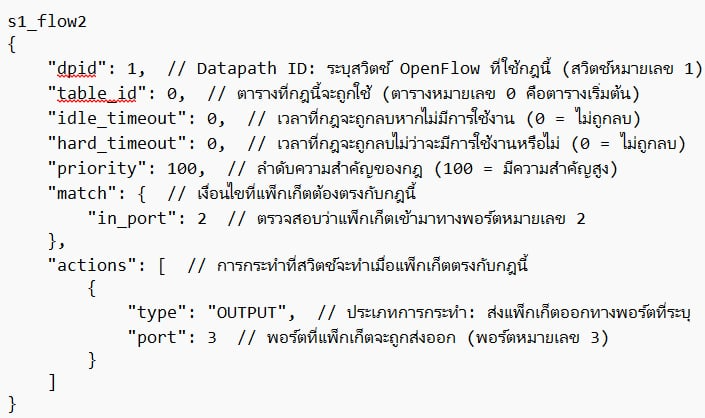 s1_flow2
{
    "dpid": 1,  // Datapath ID: ระบุสวิตช์ OpenFlow ที่ใช้กฎนี้ (สวิตช์หมายเลข 1)
    "table_id": 0,  // ตารางที่กฎนี้จะถูกใช้ (ตารางหมายเลข 0 คือตารางเริ่มต้น)
    "idle_timeout": 0,  // เวลาที่กฎจะถูกลบหากไม่มีการใช้งาน (0 = ไม่ถูกลบ)
    "hard_timeout": 0,  // เวลาที่กฎจะถูกลบไม่ว่าจะมีการใช้งานหรือไม่ (0 = ไม่ถูกลบ)
    "priority": 100,  // ลำดับความสำคัญของกฎ (100 = มีความสำคัญสูง)
    "match": {  // เงื่อนไขที่แพ็กเก็ตต้องตรงกับกฎนี้
        "in_port": 2  // ตรวจสอบว่าแพ็กเก็ตเข้ามาทางพอร์ตหมายเลข 2
    },
    "actions": [  // การกระทำที่สวิตช์จะทำเมื่อแพ็กเก็ตตรงกับกฎนี้
        {
            "type": "OUTPUT",  // ประเภทการกระทำ: ส่งแพ็กเก็ตออกทางพอร์ตที่ระบุ
            "port": 3  // พอร์ตที่แพ็กเก็ตจะถูกส่งออก (พอร์ตหมายเลข 3)
        }
    ]
}